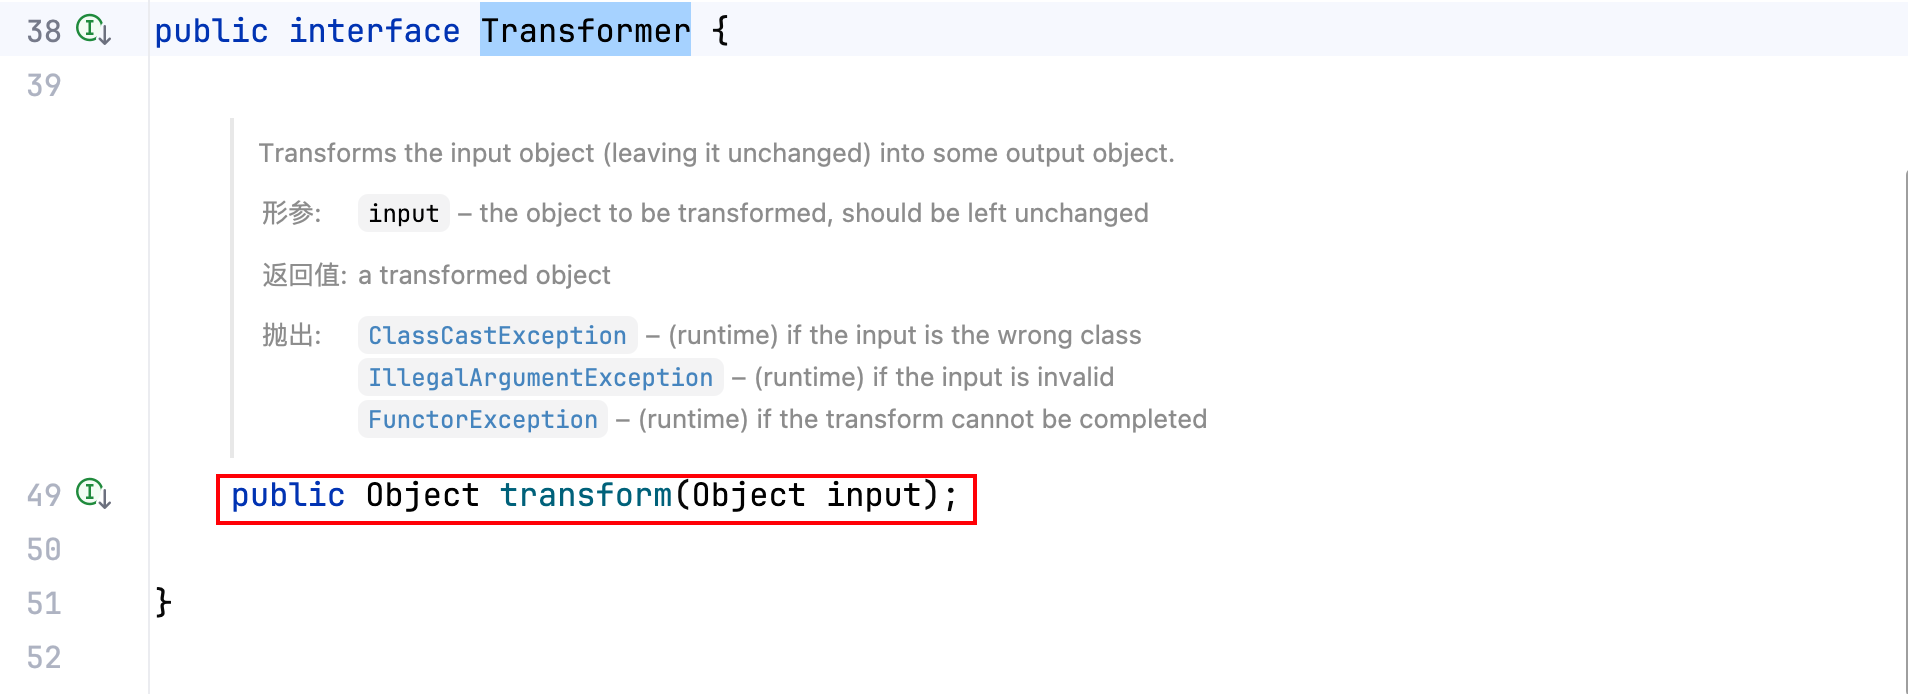 38 public interface Transformer {
39
Transforms the input object (leaving it unchanged) into some output object.
形参: input – the object to be transformed, should be left unchanged
返回值: a transformed object
抛出: ClassCastException – (runtime) if the input is the wrong class
IllegalArgumentException – (runtime) if the input is invalid
FunctorException – (runtime) if the transform cannot be completed
49 public Object transform(Object input);
50
51 }
52